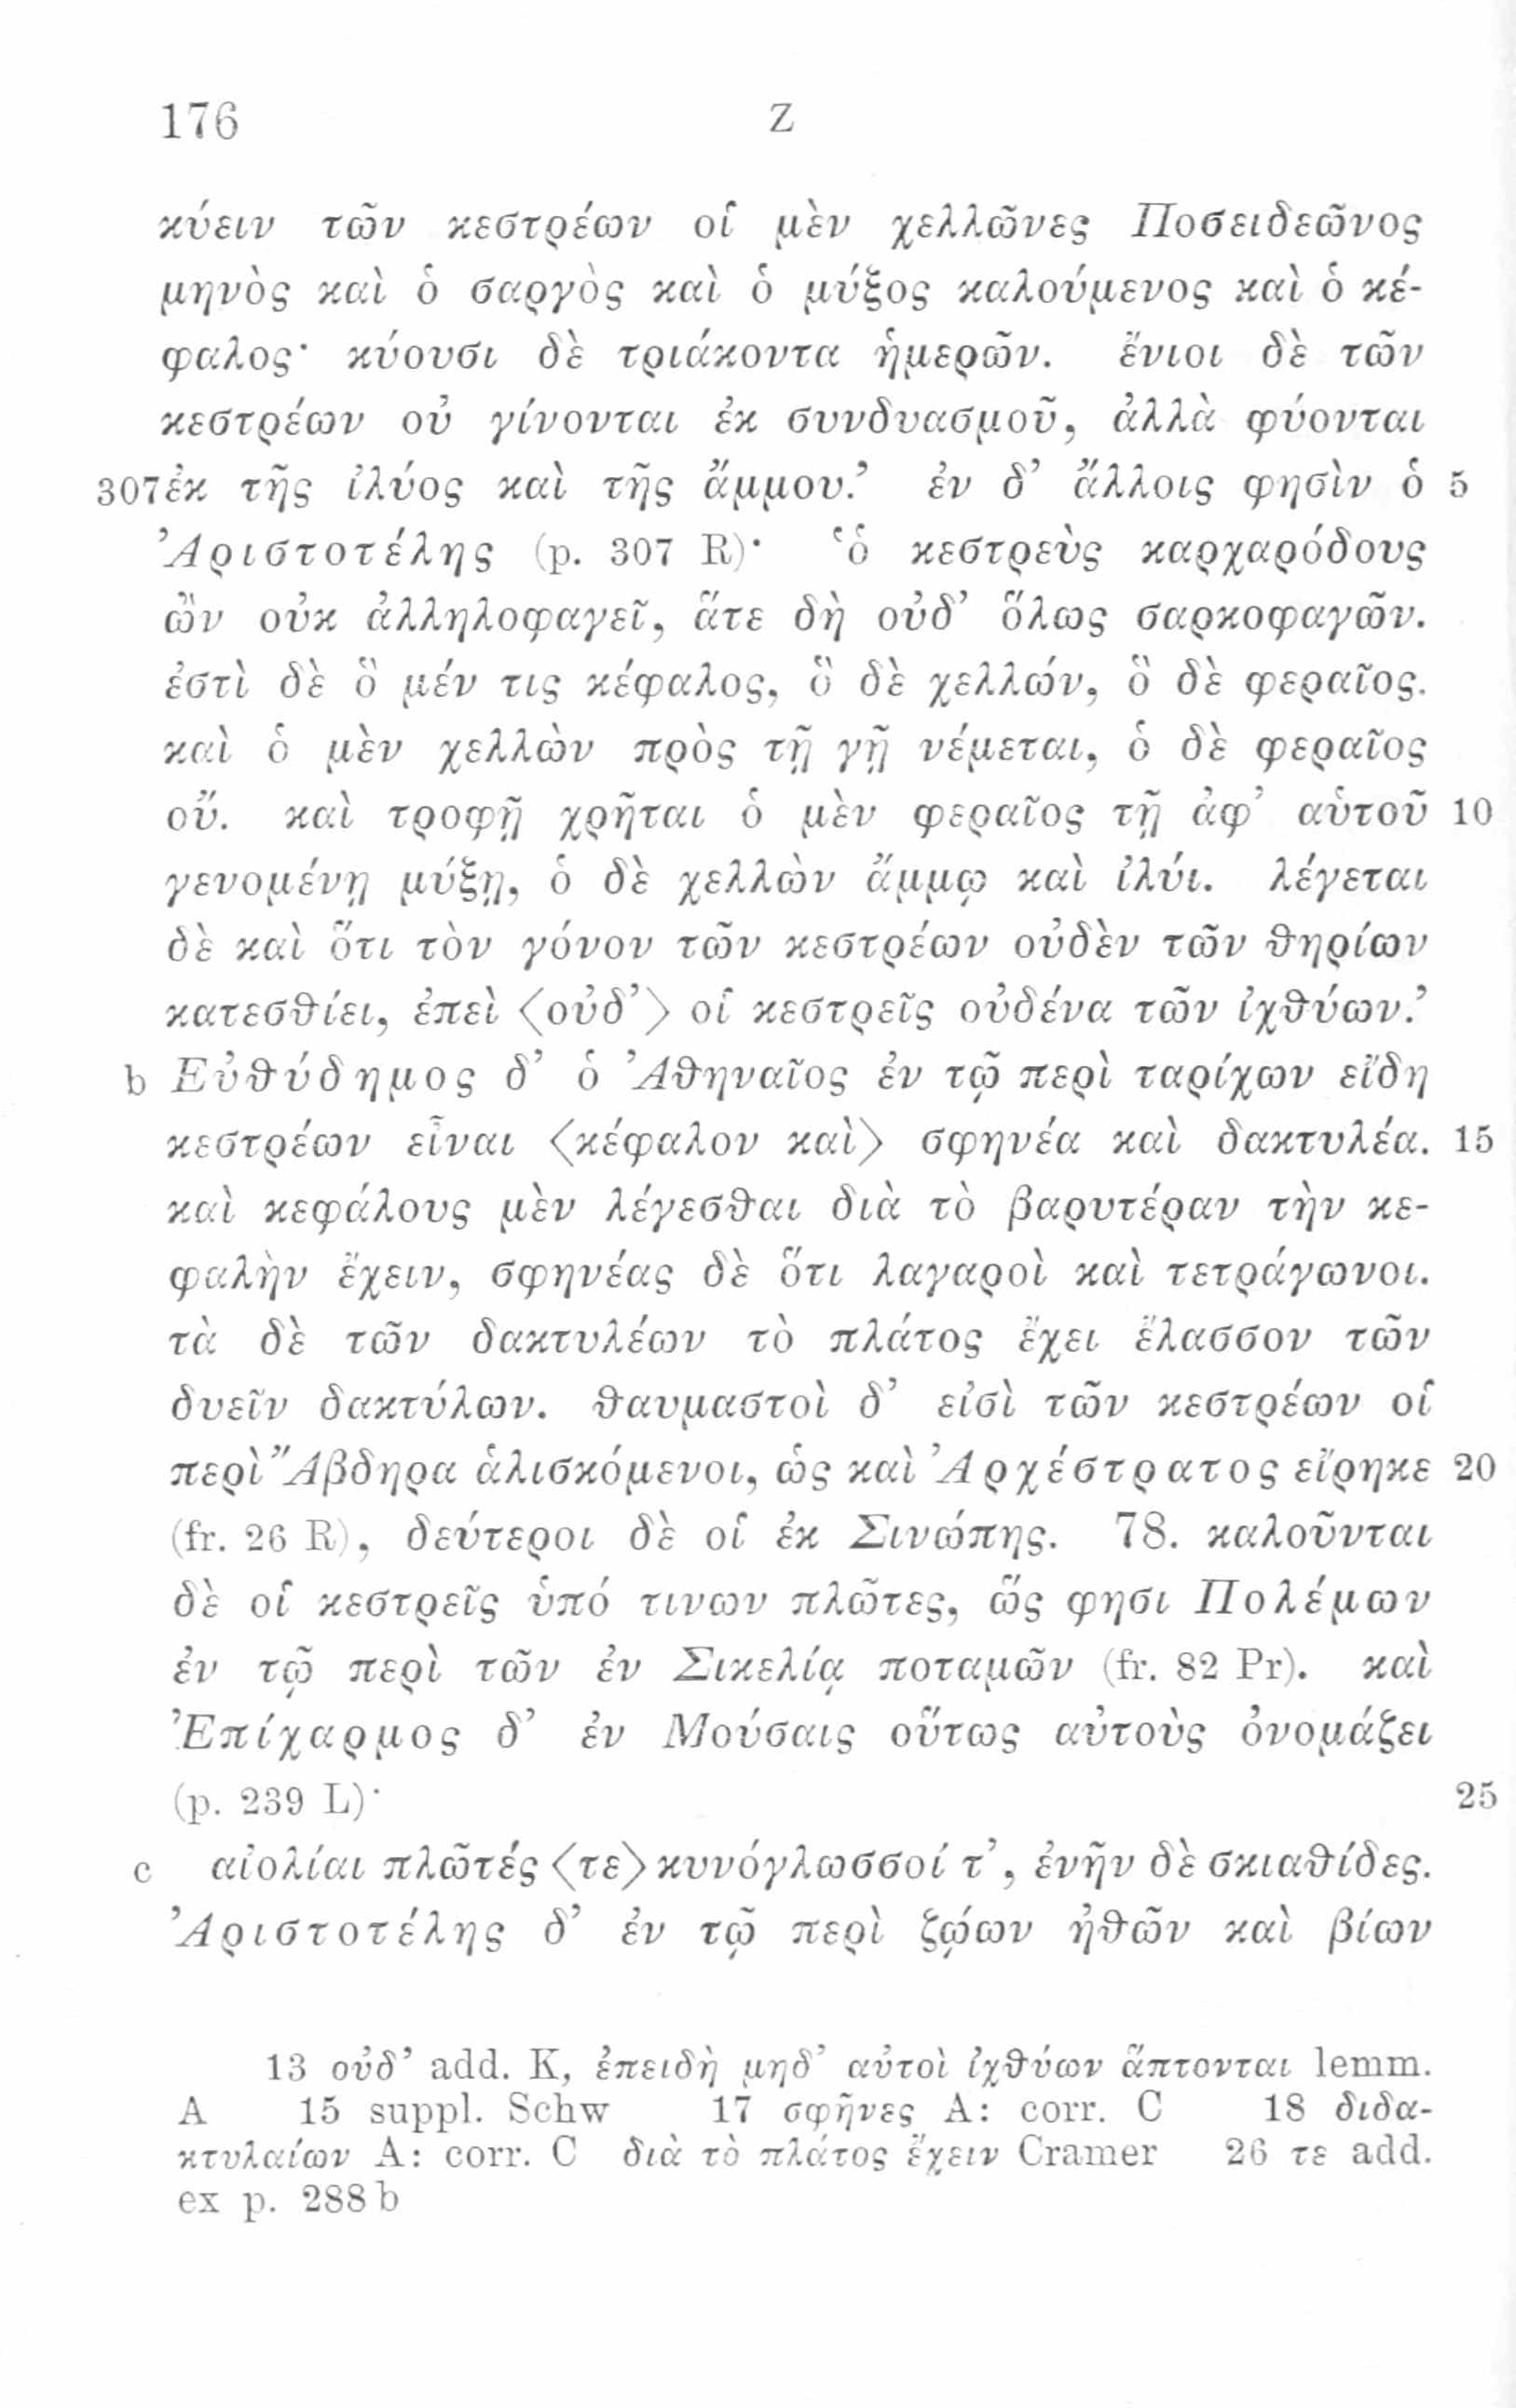 176 Z
κύειν τῶν κεστρέων οἱ μὲν χελλῶνες Ποσειδεῶνος
μηνὸς καὶ ὁ σαργὸς καὶ ὁ μύξος καλούμενος καὶ ὁ κέ-
φαλος· κύουσι δὲ τριάκοντα ἡμερῶν. ἔνιοι δὲ τῶν
κεστρέων οὐ γίνονται ἐκ συνδυασμοῦ, ἀλλὰ φύονται
307 ἐκ τῆς ἰλύος καὶ τῆς ἄμμου.’ ἐν δ’ ἄλλοις φησὶν ὁ 5
Ἀριστοτέλης (p. 307 R)· ‘ὁ κεστρεὺς καρχαρόδους
ὢν οὐκ ἀλληλοφαγεῖ, ἅτε δὴ οὐδ’ ὅλως σαρκοφαγῶν.
ἐστὶ δὲ ὃ μέν τις κέφαλος, ὃ δὲ χελλών, ὃ δὲ φεραῖος.
καὶ ὁ μὲν χελλὼν πρὸς τῇ γῇ νέμεται, ὁ δὲ φεραῖος
οὔ. καὶ τροφῇ χρῆται ὁ μὲν φεραῖος τῇ ἀφ’ αὑτοῦ 10
γενομένῃ μύξῃ, ὁ δὲ χελλὼν ἄμμῳ καὶ ἰλύι. λέγεται
δὲ καὶ ὅτι τὸν γόνον τῶν κεστρέων οὐδὲν τῶν θηρίων
κατεσθίει, ἐπεὶ <οὐδ’> οἱ κεστρεῖς οὐδένα τῶν ἰχθύων.’
b Εὐθύδημος δ’ ὁ Ἀθηναῖος ἐν τῷ περὶ ταρίχων εἴδη
κεστρέων εἶναι <κέφαλον καὶ> σφηνέα καὶ δακτυλέα. 15
καὶ κεφάλους μὲν λέγεσθαι διὰ τὸ βαρυτέραν τὴν κε-
φαλὴν ἔχειν, σφηνέας δὲ ὅτι λαγαροὶ καὶ τετράγωνοι.
τὰ δὲ τῶν δακτυλέων τὸ πλάτος ἔχει ἔλασσον τῶν
δυεῖν δακτύλων. θαυμαστοὶ δ’ εἰσὶ τῶν κεστρέων οἱ
περὶ Ἄβδηρα ἁλισκόμενοι, ὡς καὶ Ἀρχέστρατος εἴρηκε 20
(fr. 26 R), δεύτεροι δὲ οἱ ἐκ Σινώπης. 78. καλοῦνται
δὲ οἱ κεστρεῖς ὑπό τινων πλῶτες, ὥς φησι Πολέμων
ἐν τῷ περὶ τῶν ἐν Σικελίᾳ ποταμῶν (fr. 82 Pr). καὶ
Ἐπίχαρμος δ’ ἐν Μούσαις οὕτως αὐτοὺς ὀνομάζει
(p. 239 L)· 25
c αἰολίαι πλῶτές <τε> κυνόγλωσσοί τ’, ἐνῆν δὲ σκιαθίδες.
Ἀριστοτέλης δ’ ἐν τῷ περὶ ζῴων ἠθῶν καὶ βίων
13 οὐδ’ add. K, ἐπειδὴ μηδ’ αὐτοὶ ἰχθύων ἅπτονται lemm.
A 15 suppl. Schw 17 σφῆνες A: corr. C 18 διδα-
κτυλαίων A: corr. C διὰ τὸ πλάτος ἔχειν Cramer 26 τε add.
ex p. 288 b